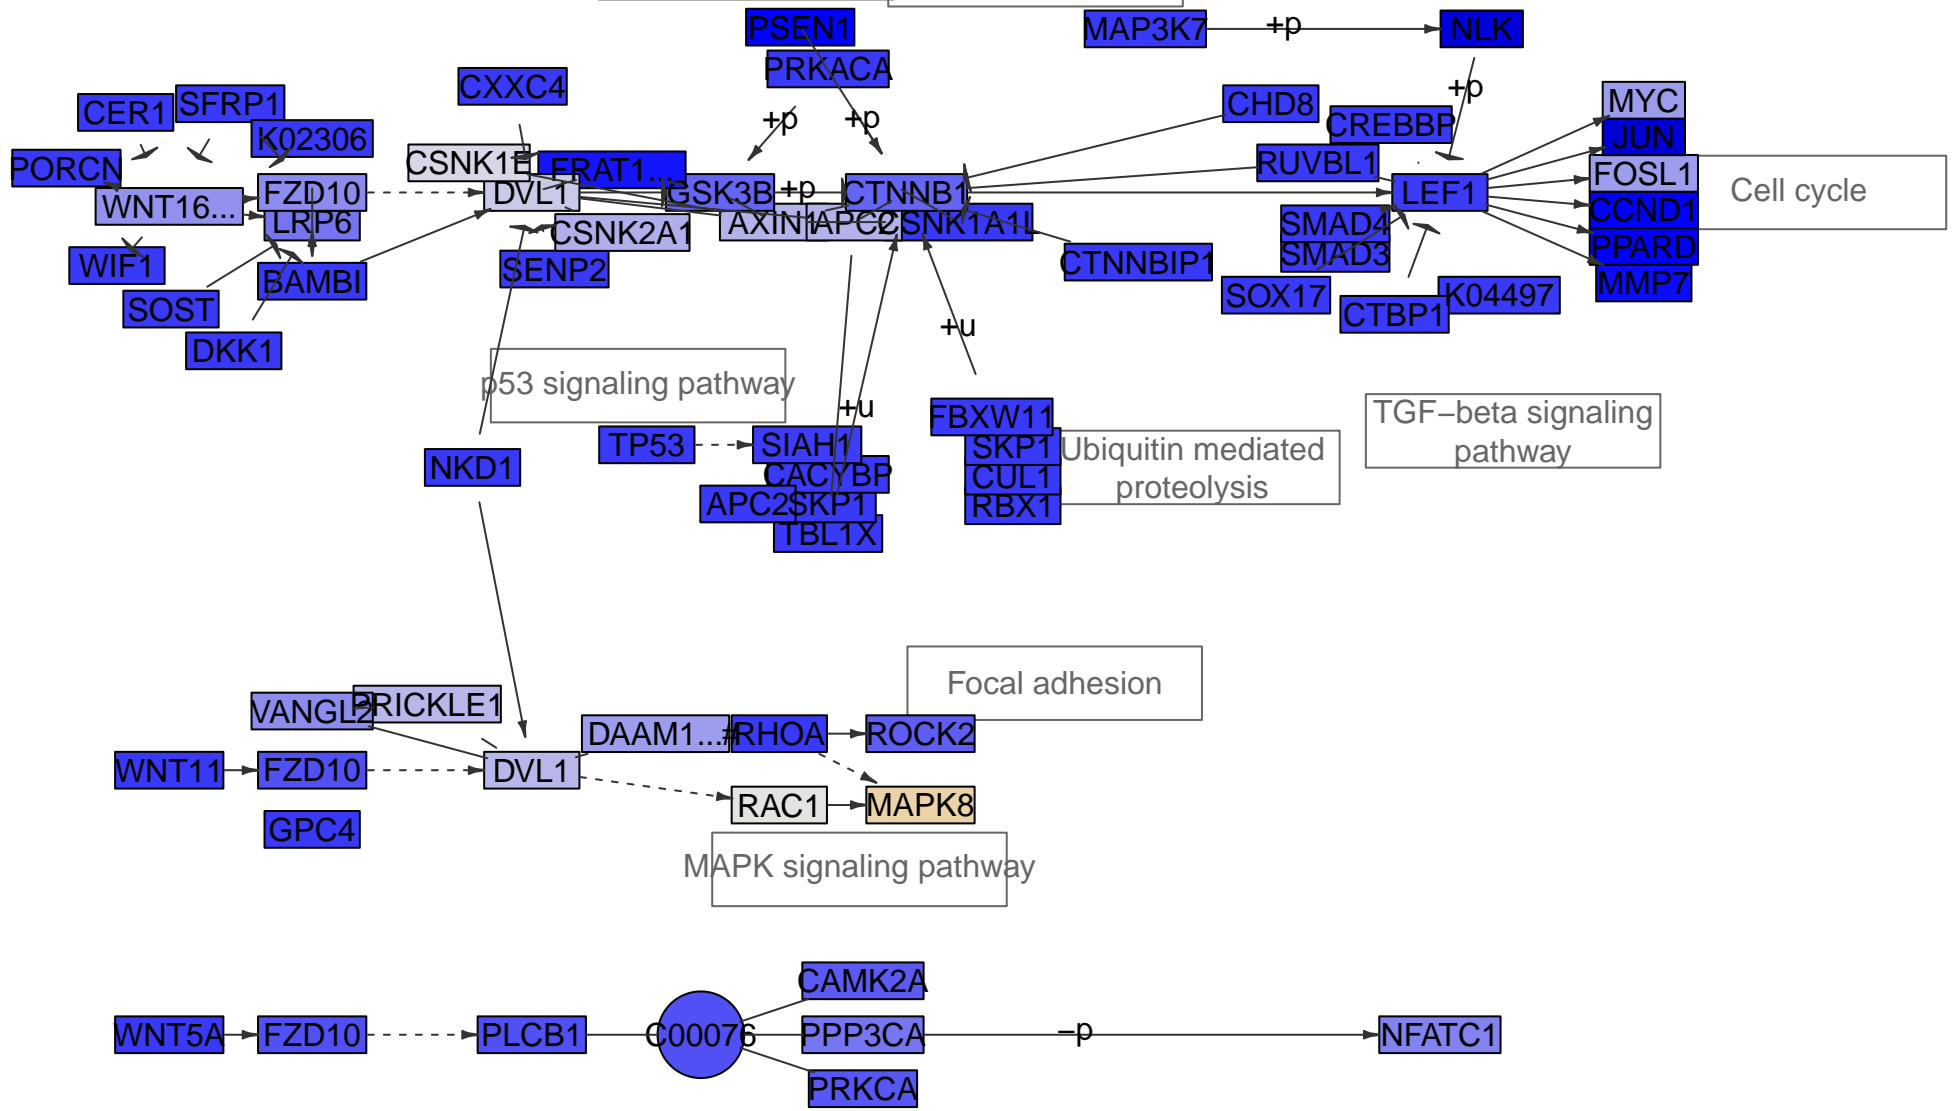 PSEN1
MAP3K7
+p
NLK
PRKACA
CXXC4
CER1
SFRP1
K02306
+p
+p
+p
CHD8
CREBBP
MYC
JUN
PORCN
CSNK1E
FRAT1...
RUVBL1
FOSL1
Cell cycle
WNT16...
FZD10
DVL1
GSK3B
+p
CTNNB1
LEF1
LRP6
AXIN1
APC2
CSNK1A1L
SMAD4
CCND1
CSNK2A1
SMAD3
PPARD
WIF1
BAMBI
SENP2
CTNNBIP1
MMP7
SOST
SOX17
K04497
CTBP1
DKK1
+u
p53 signaling pathway
+u
TGF−beta signaling
pathway
FBXW11
TP53
SIAH1
SKP1
Ubiquitin mediated
proteolysis
NKD1
CACYBP
CUL1
APC2
SKP1
RBX1
TBL1X
Focal adhesion
VANGL2
PRICKLE1
DAAM1...#
RHOA
ROCK2
WNT11
FZD10
DVL1
RAC1
MAPK8
GPC4
MAPK signaling pathway
CAMK2A
WNT5A
FZD10
PLCB1
C00076
PPP3CA
−p
NFATC1
PRKCA